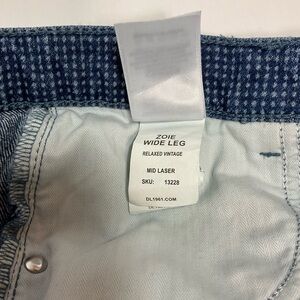 ZOIE
WIDE LEG
RELAXED VINTAGE
MID LASER
SKU: 13228
DL1961.COM